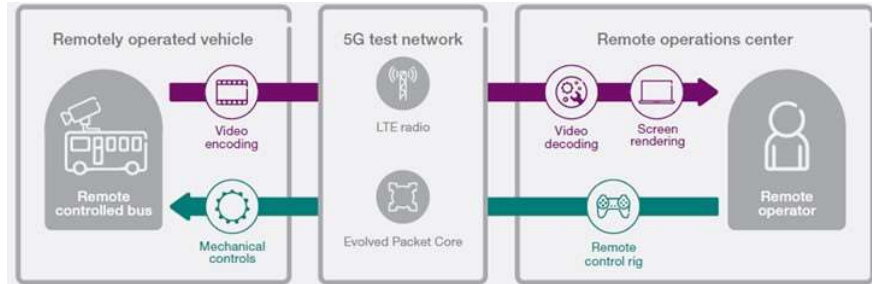 Remotely operated vehicle
5G test network
Remote operations center
Video
encoding
LTE radio
Video
decoding
Screen
rendering
Remote
controlled bus
Remote
operator
Mechanical
controls
Evolved Packet Core
Remote
control rig